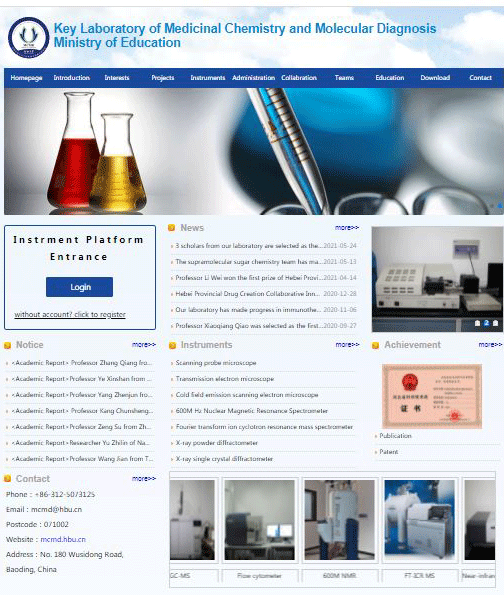 Key Laboratory of Medicinal Chemistry and Molecular Diagnosis
Ministry of Education
Homepage Introduction Interests Projects Instruments Administration Collabration Teams Education Download Contact
Instrment Platform
Entrance
Login
without account? click to register
News more>>
3 scholars from our laboratory are selected as the... 2021-05-24
The supramolecular sugar chemistry team has ma... 2021-05-13
Professor Li Wei won the first prize of Hebei Provi... 2021-04-14
Hebei Provincial Drug Creation Collaborative Inn... 2020-12-28
Our laboratory has made progress in immunothe... 2020-11-06
Professor Xiaoqiang Qiao was selected as the first... 2020-09-27
2
Notice more>>
<Academic Report> Professor Zhang Qiang fro...
<Academic Report>Professor Ye Xinshan from ...
<Academic Report>Professor Yang Zhenjun fro...
<Academic Report> Professor Kang Chunsheng...
<Academic Report>Professor Zeng Su from Zh...
<Academic Report>Researcher Yu Zhilin of Na...
<Academic Report>Professor Wang Jian from T...
Instruments more>>
Scanning probe microscope
Transmission electron microscope
Cold field emission scanning electron microscope
600M Hz Nuclear Magnetic Resonance Spectrometer
Fourier transform ion cyclotron resonance mass spectrometer
X-ray powder diffractometer
X-ray single crystal diffractometer
Achievement more>>
证书
Publication
Patent
Contact more>>
Phone：+86-312-5073125
Email：mcmd@hbu.cn
Postcode：071002
Website：mcmd.hbu.cn
Address：No. 180 Wusidong Road,
Baoding, China
GC-MS Flow cytometer 600M NMR FT-ICR MS Near-infrar